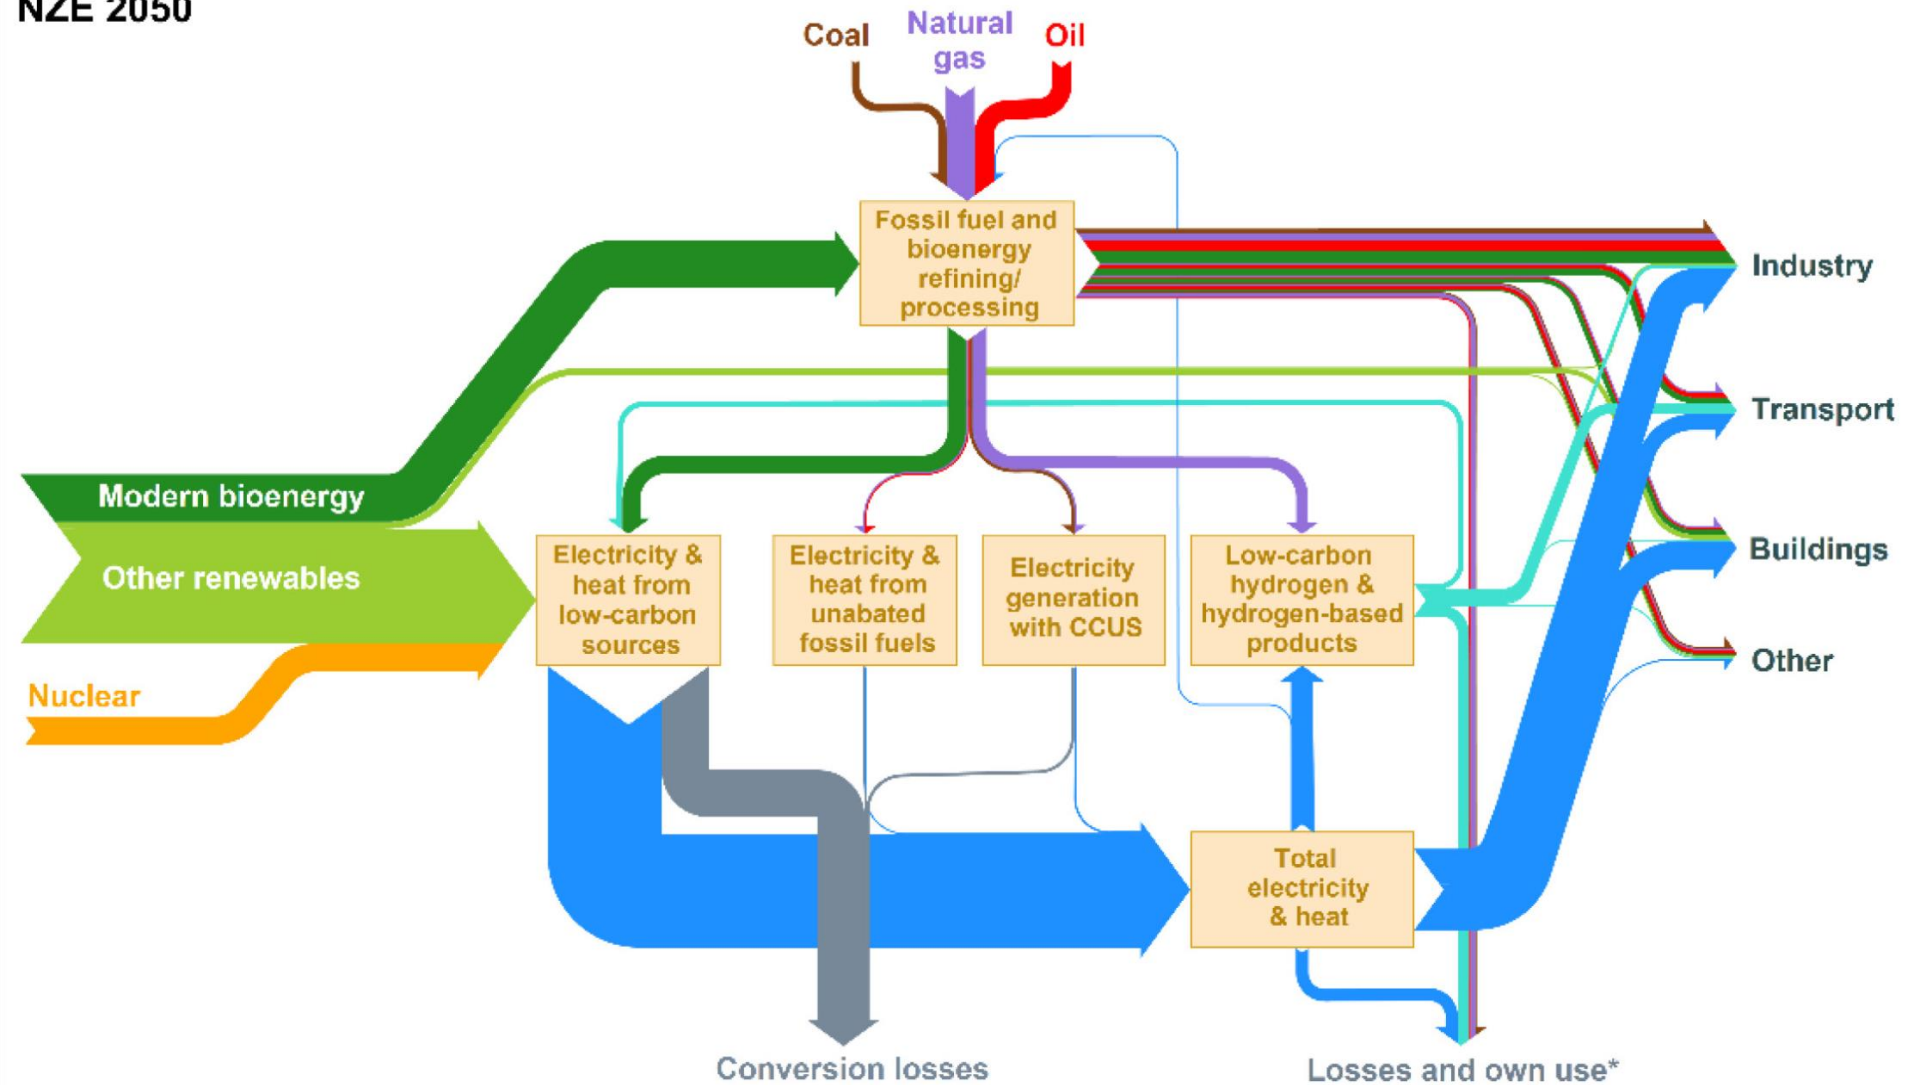 NZE 2050
Coal
Natural
gas
Oil
Fossil fuel and
bioenergy
refining/
processing
Industry
Transport
Modern bioenergy
Other renewables
Electricity &
heat from
low-carbon
sources
Electricity &
heat from
unabated
fossil fuels
Electricity
generation
with CCUS
Low-carbon
hydrogen &
hydrogen-based
products
Buildings
Other
Nuclear
Total
electricity
& heat
Conversion losses
Losses and own use*